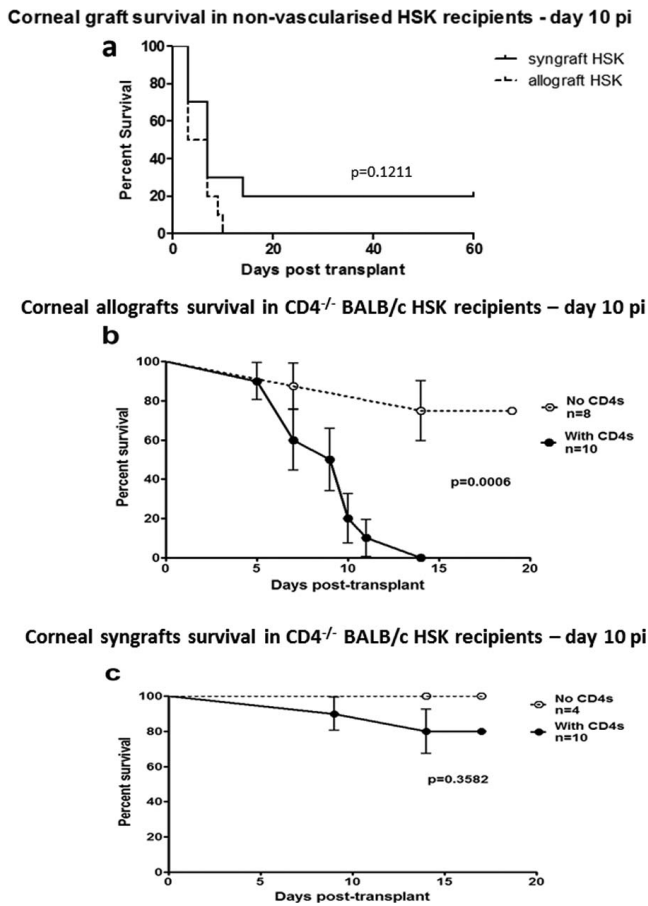 Corneal graft survival in non-vascularised HSK recipients - day 10 pi
a
syngraft HSK
allograft HSK
Percent Survival
100
80
60
40
20
0
p=0.1211
0 20 40 60
Days post transplant
Corneal allografts survival in CD4-/- BALB/c HSK recipients – day 10 pi
b
Percent survival
100
80
60
40
20
0
No CD4s
n=8
With CD4s
n=10
p=0.0006
0 5 10 15 20
Days post-transplant
Corneal syngrafts survival in CD4-/- BALB/c HSK recipients – day 10 pi
c
Percent survival
100
80
60
40
20
0
No CD4s
n=4
With CD4s
n=10
p=0.3582
0 5 10 15 20
Days post-transplant